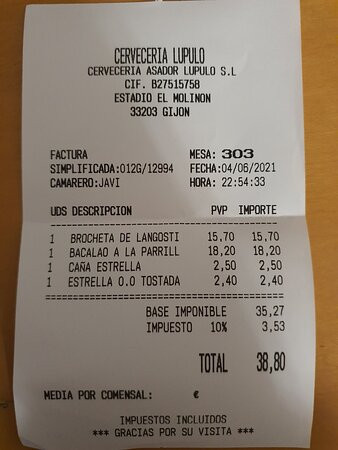 CERVECERIA LUPULO
CERVECERIA ASADOR LUPULO S.L
CIF. B27515758
ESTADIO EL MOLINON
33203 GIJON
FACTURA MESA: 303
SIMPLIFICADA:012G/12994 FECHA:04/06/2021
CAMARERO:JAVI HORA: 22:54:33
UDS DESCRIPCION PVP IMPORTE
1 BROCHETA DE LANGOSTI 15,70 15,70
1 BACALAO A LA PARRILL 18,20 18,20
1 CAÑA ESTRELLA 2,50 2,50
1 ESTRELLA 0.0 TOSTADA 2,40 2,40
BASE IMPONIBLE 35,27
IMPUESTO 10% 3,53
TOTAL 38,80
MEDIA POR COMENSAL: €
IMPUESTOS INCLUIDOS
*** GRACIAS POR SU VISITA ***